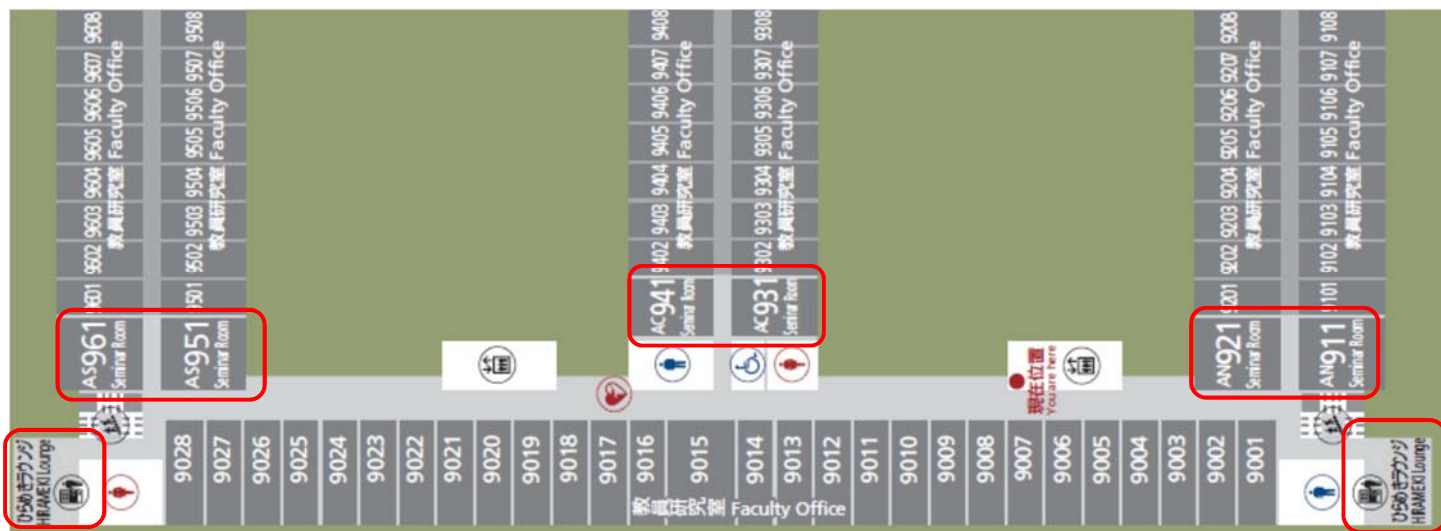 9608
9607
9606
9605
9604
9603
9602
9601
教員研究室 Faculty Office
AS961
Seminar Room
9508
9507
9506
9505
9504
9503
9502
9501
教員研究室 Faculty Office
AS951
Seminar Room
9408
9407
9406
9405
9404
9403
9402
教員研究室 Faculty Office
AC941
Seminar Room
9308
9307
9306
9305
9304
9303
9302
教員研究室 Faculty Office
AC931
Seminar Room
9208
9207
9206
9205
9204
9203
9202
9201
教員研究室 Faculty Office
AN921
Seminar Room
9108
9107
9106
9105
9104
9103
9102
9101
教員研究室 Faculty Office
AN911
Seminar Room
現在位置
You are here
ひらめきラウンジ
HIRAMEKI Lounge
9028
9027
9026
9025
9024
9023
9022
9021
9020
9019
9018
9017
9016
9015
9014
9013
9012
9011
9010
9009
9008
9007
9006
9005
9004
9003
9002
9001
教員研究室 Faculty Office
ひらめきラウンジ
HIRAMEKI Lounge